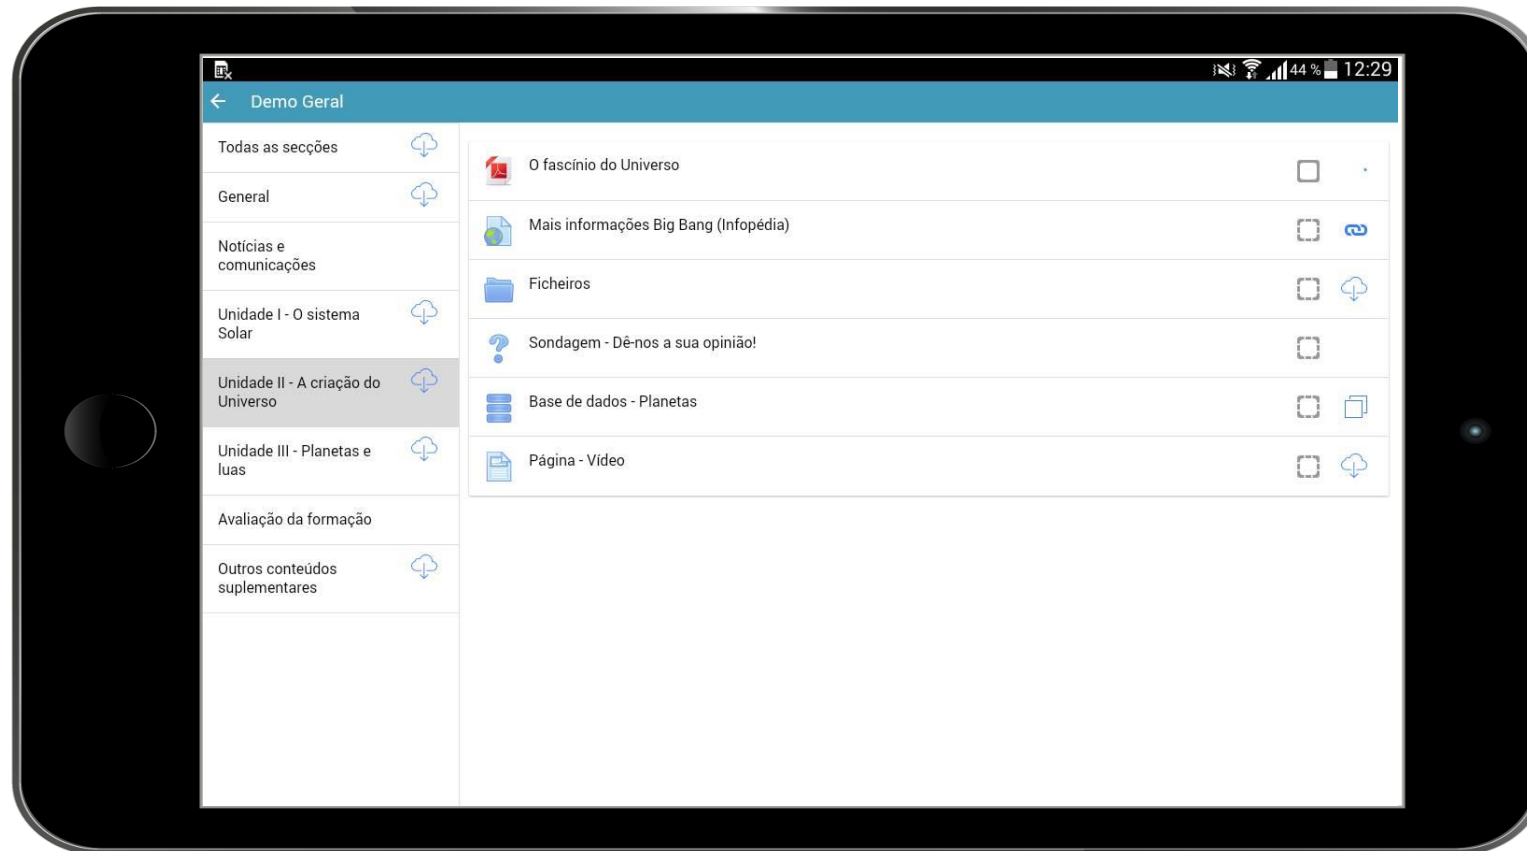 44 % 12:29
Demo Geral
Todas as secções
General
Notícias e
comunicações
Unidade I - O sistema
Solar
Unidade II - A criação do
Universo
Unidade III - Planetas e
luas
Avaliação da formação
Outros conteúdos
suplementares
O fascínio do Universo
Mais informações Big Bang (Infopédia)
Ficheiros
Sondagem - Dê-nos a sua opinião!
Base de dados - Planetas
Página - Vídeo